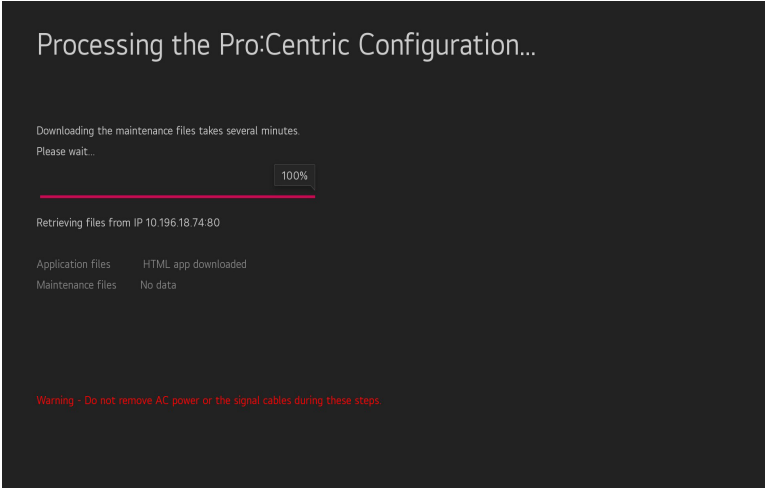 Processing the Pro:Centric Configuration...
Downloading the maintenance files takes several minutes.
Please wait...
100%
Retrieving files from IP 10.196.18.74:80
Application files HTML app downloaded
Maintenance files No data
Warning - Do not remove AC power or the signal cables during these steps.